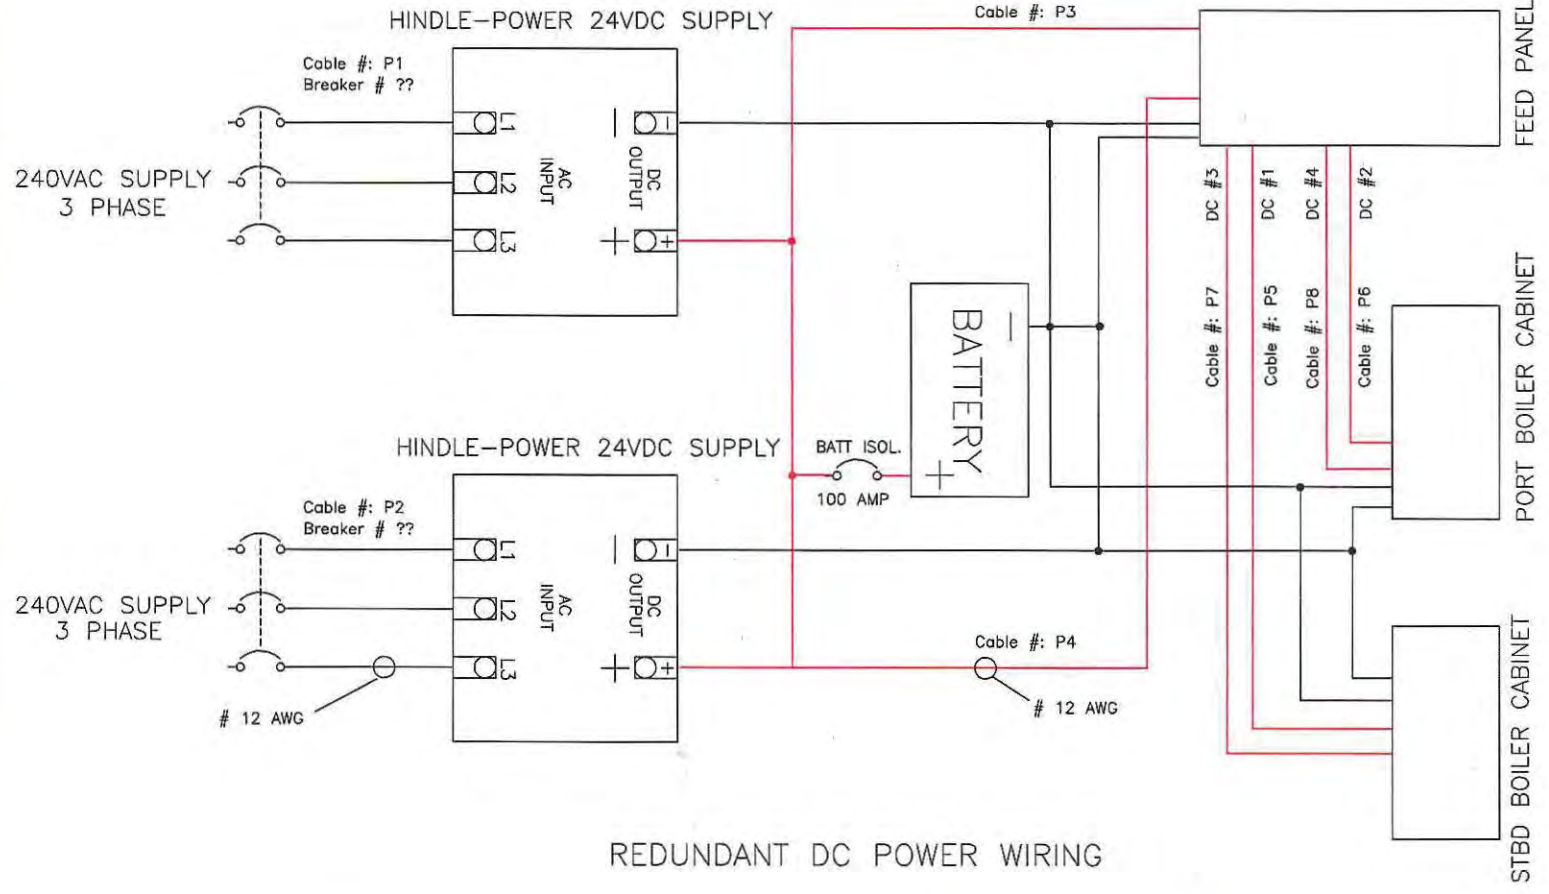 HINDLE-POWER 24VDC SUPPLY
Cable #: P3
FEED PANEL
Cable #: P1
Breaker # ??
240VAC SUPPLY
3 PHASE
L1
L2
L3
AC
INPUT
DC
OUTPUT
−
+
−
+
DC #3
DC #1
DC #4
DC #2
Cable #: P7
Cable #: P5
Cable #: P8
Cable #: P6
PORT BOILER CABINET
BATTERY
−
+
BATT ISOL.
100 AMP
HINDLE-POWER 24VDC SUPPLY
Cable #: P2
Breaker # ??
240VAC SUPPLY
3 PHASE
L1
L2
L3
AC
INPUT
DC
OUTPUT
−
+
−
+
# 12 AWG
Cable #: P4
# 12 AWG
STBD BOILER CABINET
REDUNDANT DC POWER WIRING